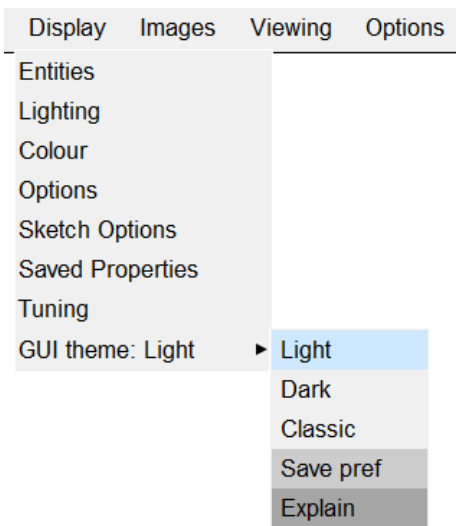 Display Images Viewing Options
Entities
Lighting
Colour
Options
Sketch Options
Saved Properties
Tuning
GUI theme: Light ► Light
Dark
Classic
Save pref
Explain